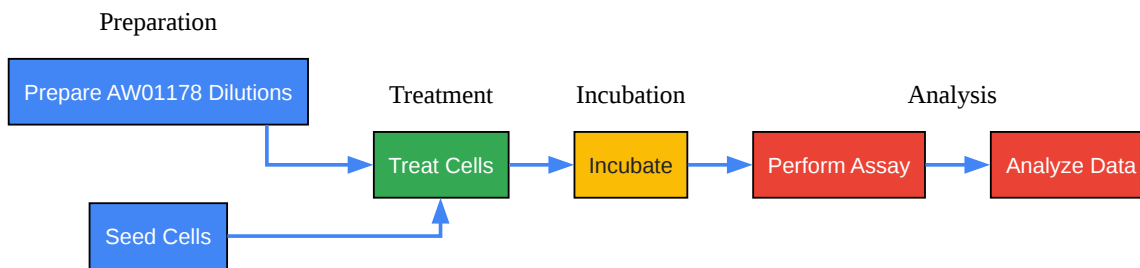 Preparation
Prepare AW01178 Dilutions
Seed Cells
Treatment
Treat Cells
Incubation
Incubate
Analysis
Perform Assay
Analyze Data